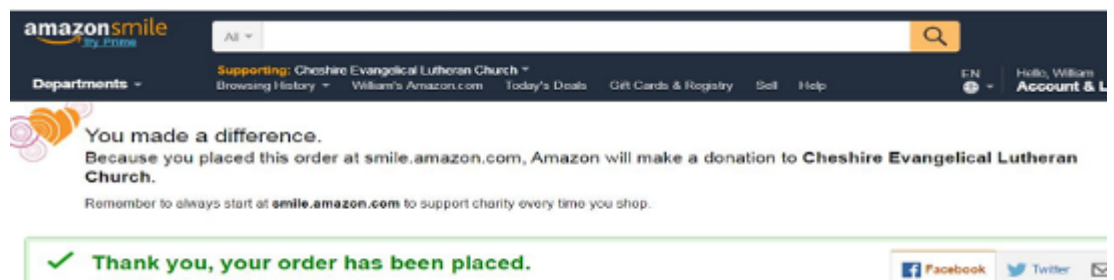 amazonsmile
Try Prime
All
Supporting: Cheshire Evangelical Lutheran Church
Departments
Browsing History William's Amazon.com Today's Deals Gift Cards & Registry Sell Help
EN
Hello, William
Account & L
You made a difference.
Because you placed this order at smile.amazon.com, Amazon will make a donation to Cheshire Evangelical Lutheran
Church.
Remember to always start at smile.amazon.com to support charity every time you shop.
Thank you, your order has been placed.
Facebook Twitter